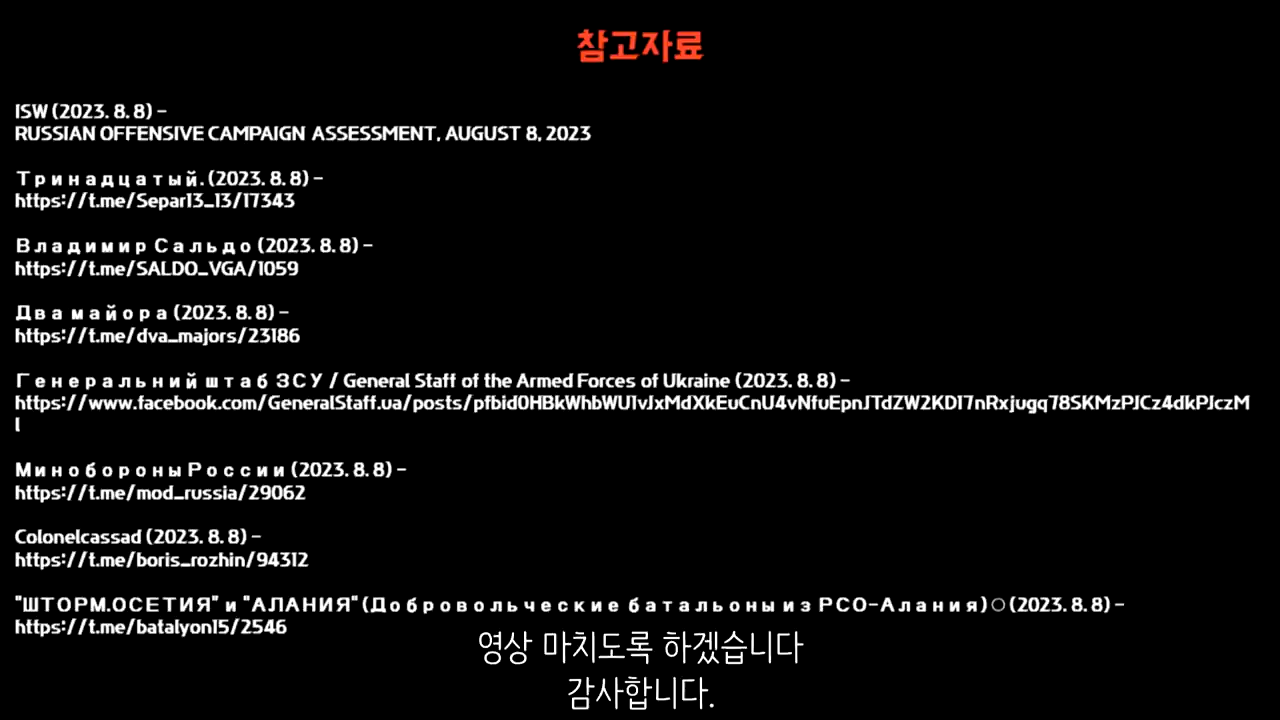 참고자료
ISW (2023. 8. 8) -
RUSSIAN OFFENSIVE CAMPAIGN ASSESSMENT, AUGUST 8, 2023
Тринадцатый. (2023. 8. 8) -
https://t.me/Separ13_13/17343
Владимир Сальдо (2023. 8. 8) -
https://t.me/SALDO_VGA/1059
Два майора (2023. 8. 8) -
https://t.me/dva_majors/23186
Генеральний штаб ЗСУ / General Staff of the Armed Forces of Ukraine (2023. 8. 8) -
https://www.facebook.com/GeneralStaff.ua/posts/pfbid0HBkWhbWU1vJxMdXkEuCnU4vNfuEpnJTdZW2KD17nRxjugq78SKMzPJCz4dkPJczM
l
Минобороны России (2023. 8. 8) -
https://t.me/mod_russia/29062
Colonelcassad (2023. 8. 8) -
https://t.me/boris_rozhin/94312
"ШТОРМ.ОСЕТИЯ" и "АЛАНИЯ" (Добровольческие батальоны из РСО-Алания)○(2023. 8. 8) -
https://t.me/batalyon15/2546
영상 마치도록 하겠습니다
감사합니다.